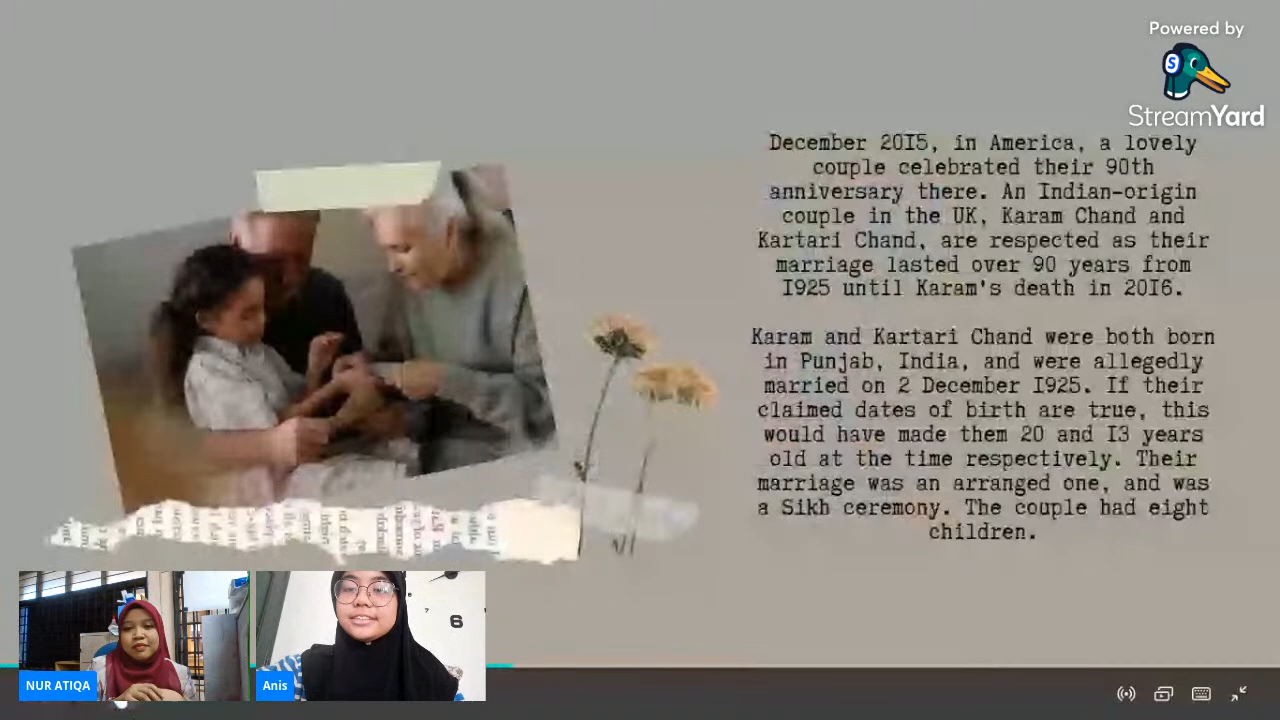 Powered by
StreamYard
December 2015, in America, a lovely
couple celebrated their 90th
anniversary there. An Indian-origin
couple in the UK, Karam Chand and
Kartari Chand, are respected as their
marriage lasted over 90 years from
1925 until Karam's death in 2016.
Karam and Kartari Chand were both born
in Punjab, India, and were allegedly
married on 2 December 1925. If their
claimed dates of birth are true, this
would have made them 20 and 13 years
old at the time respectively. Their
marriage was an arranged one, and was
a Sikh ceremony. The couple had eight
children.
6
NUR ATIQA
Anis